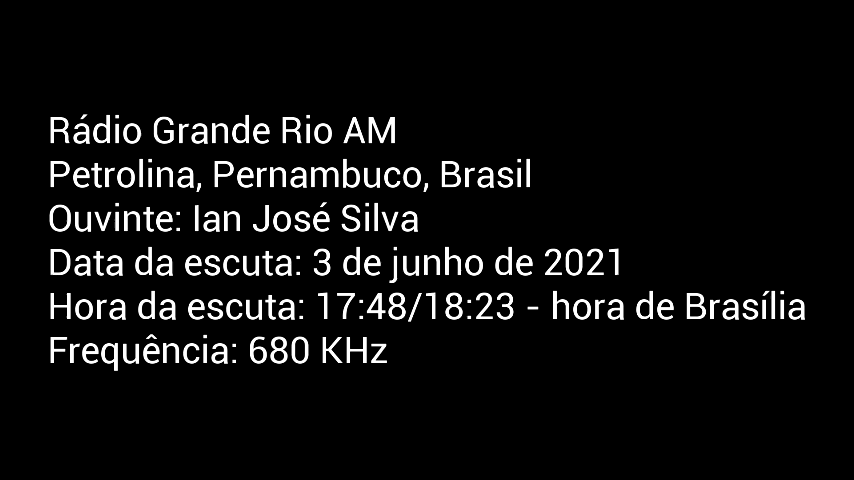 Rádio Grande Rio AM
Petrolina, Pernambuco, Brasil
Ouvinte: Ian José Silva
Data da escuta: 3 de junho de 2021
Hora da escuta: 17:48/18:23 - hora de Brasília
Frequência: 680 KHz